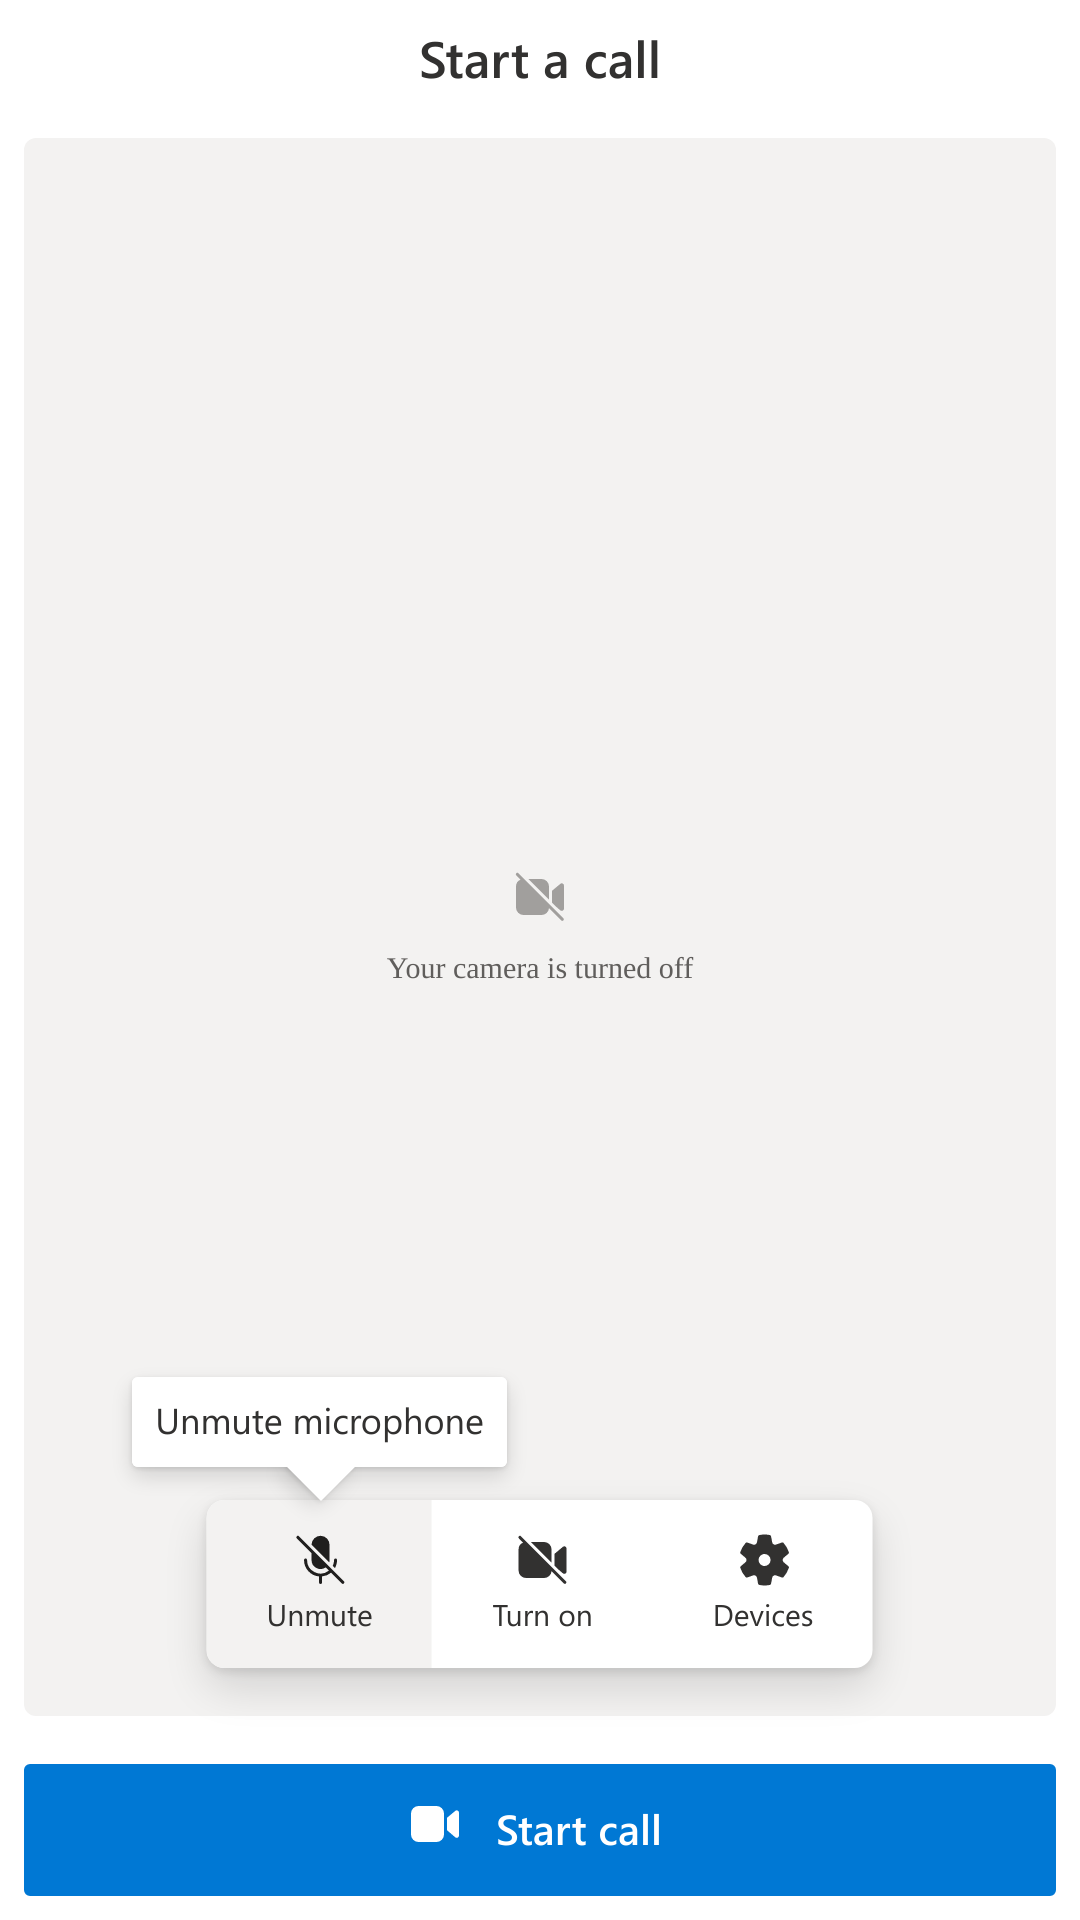 Start a call
Your camera is turned off
Unmute microphone
Unmute
Turn on
Devices
Start call